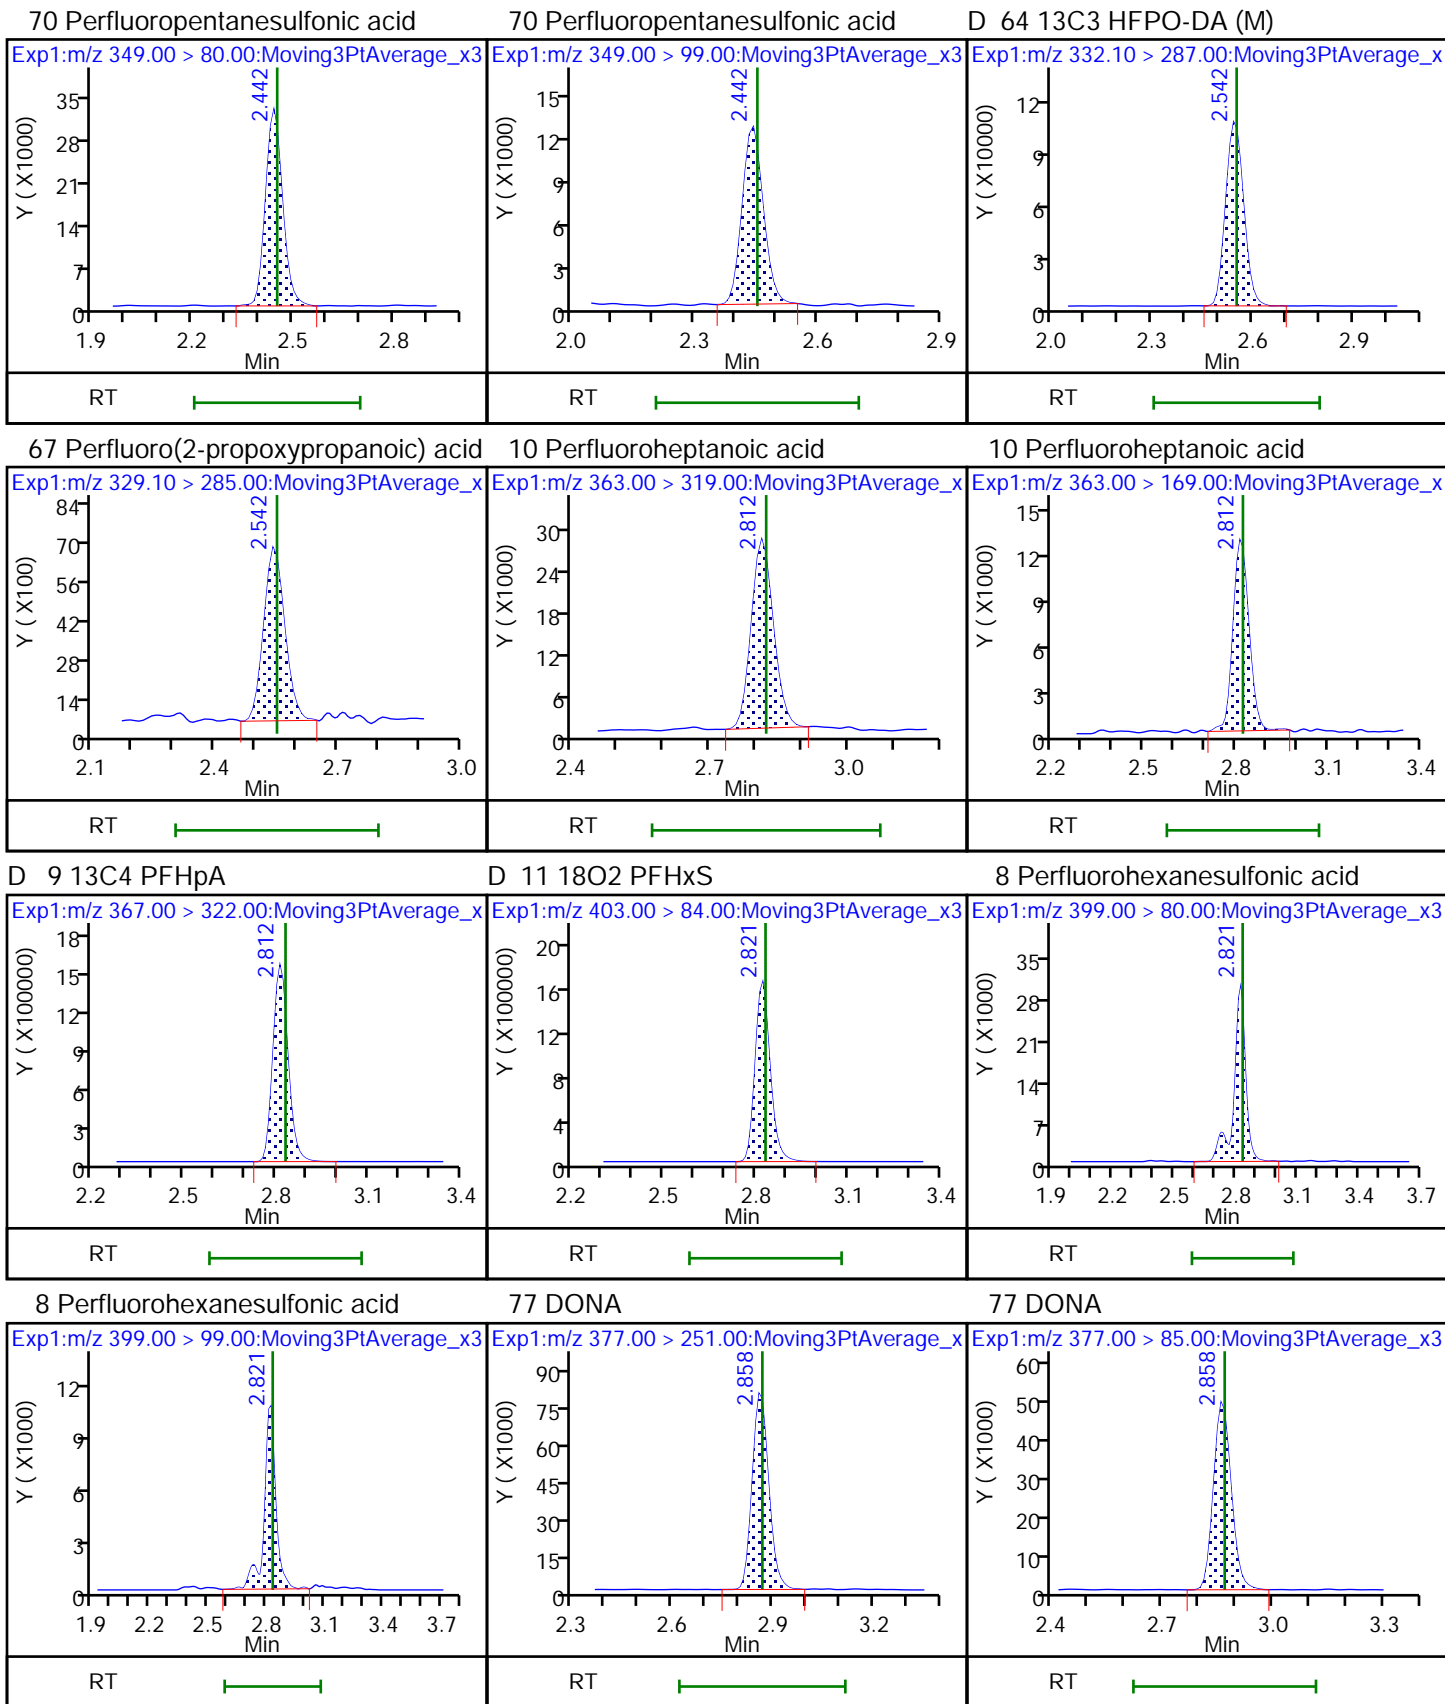 70 Perfluoropentanesulfonic acid
Exp1:m/z 349.00 > 80.00:Moving3PtAverage_x3
2.442
Y ( X1000)
35
28
21
14
7
0
1.9 2.2 2.5 2.8
Min
RT
70 Perfluoropentanesulfonic acid
Exp1:m/z 349.00 > 99.00:Moving3PtAverage_x3
2.442
Y ( X1000)
15
12
9
6
3
0
2.0 2.3 2.6 2.9
Min
RT
D 64 13C3 HFPO-DA (M)
Exp1:m/z 332.10 > 287.00:Moving3PtAverage_x
2.542
Y ( X10000)
12
9
6
3
0
2.0 2.3 2.6 2.9
Min
RT
67 Perfluoro(2-propoxypropanoic) acid
Exp1:m/z 329.10 > 285.00:Moving3PtAverage_x
2.542
Y ( X100)
84
70
56
42
28
14
0
2.1 2.4 2.7 3.0
Min
RT
10 Perfluoroheptanoic acid
Exp1:m/z 363.00 > 319.00:Moving3PtAverage_x
2.812
Y ( X1000)
30
24
18
12
6
0
2.4 2.7 3.0
Min
RT
10 Perfluoroheptanoic acid
Exp1:m/z 363.00 > 169.00:Moving3PtAverage_x
2.812
Y ( X1000)
15
12
9
6
3
0
2.2 2.5 2.8 3.1 3.4
Min
RT
D 9 13C4 PFHpA
Exp1:m/z 367.00 > 322.00:Moving3PtAverage_x
2.812
Y ( X100000)
18
15
12
9
6
3
0
2.2 2.5 2.8 3.1 3.4
Min
RT
D 11 18O2 PFHxS
Exp1:m/z 403.00 > 84.00:Moving3PtAverage_x3
2.821
Y ( X100000)
20
16
12
8
4
0
2.2 2.5 2.8 3.1 3.4
Min
RT
8 Perfluorohexanesulfonic acid
Exp1:m/z 399.00 > 80.00:Moving3PtAverage_x3
2.821
Y ( X1000)
35
28
21
14
7
0
1.9 2.2 2.5 2.8 3.1 3.4 3.7
Min
RT
8 Perfluorohexanesulfonic acid
Exp1:m/z 399.00 > 99.00:Moving3PtAverage_x3
2.821
Y ( X1000)
12
9
6
3
0
1.9 2.2 2.5 2.8 3.1 3.4 3.7
Min
RT
77 DONA
Exp1:m/z 377.00 > 251.00:Moving3PtAverage_x
2.858
Y ( X1000)
90
75
60
45
30
15
0
2.3 2.6 2.9 3.2
Min
RT
77 DONA
Exp1:m/z 377.00 > 85.00:Moving3PtAverage_x3
2.858
Y ( X1000)
60
50
40
30
20
10
0
2.4 2.7 3.0 3.3
Min
RT